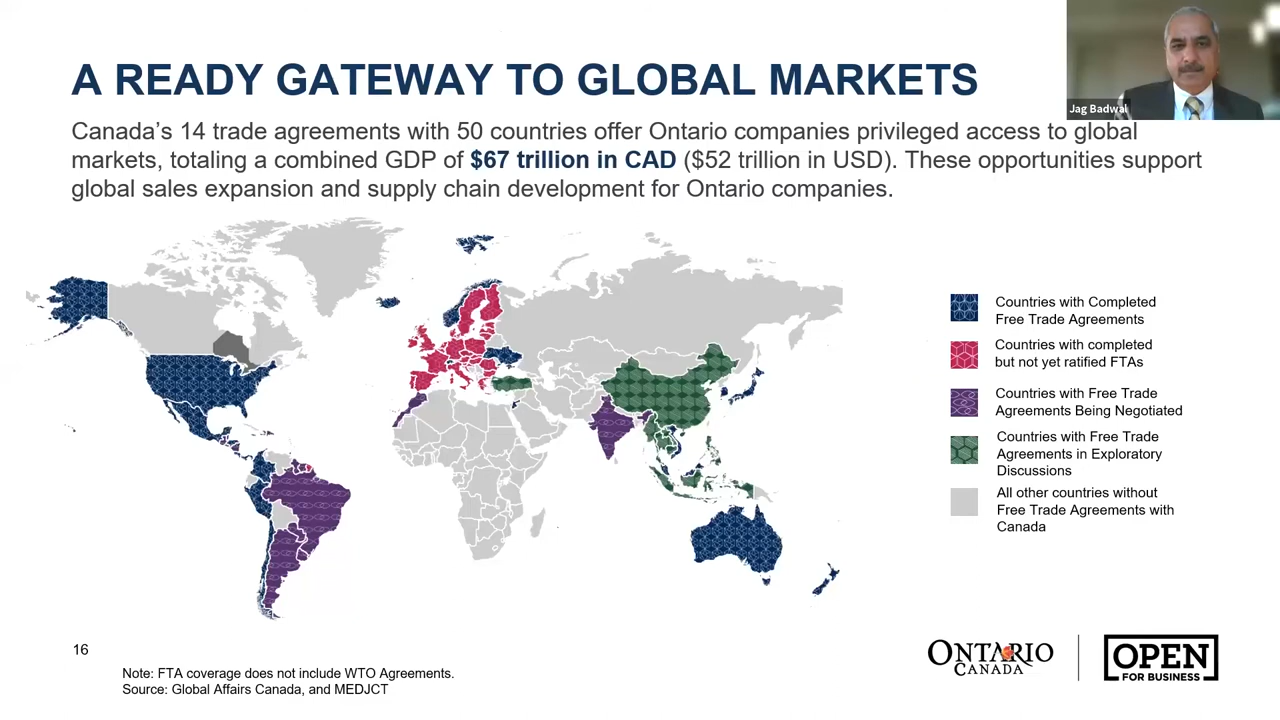 A READY GATEWAY TO GLOBAL MARKETS
Jag Badwal
Canada's 14 trade agreements with 50 countries offer Ontario companies privileged access to global
markets, totaling a combined GDP of $67 trillion in CAD ($52 trillion in USD). These opportunities support
global sales expansion and supply chain development for Ontario companies.
Countries with Completed
Free Trade Agreements
Countries with completed
but not yet ratified FTAs
Countries with Free Trade
Agreements Being Negotiated
Countries with Free Trade
Agreements in Exploratory
Discussions
All other countries without
Free Trade Agreements with
Canada
16
Note: FTA coverage does not include WTO Agreements.
Source: Global Affairs Canada, and MEDJCT
ONTARIO
CANADA
OPEN
FOR BUSINESS